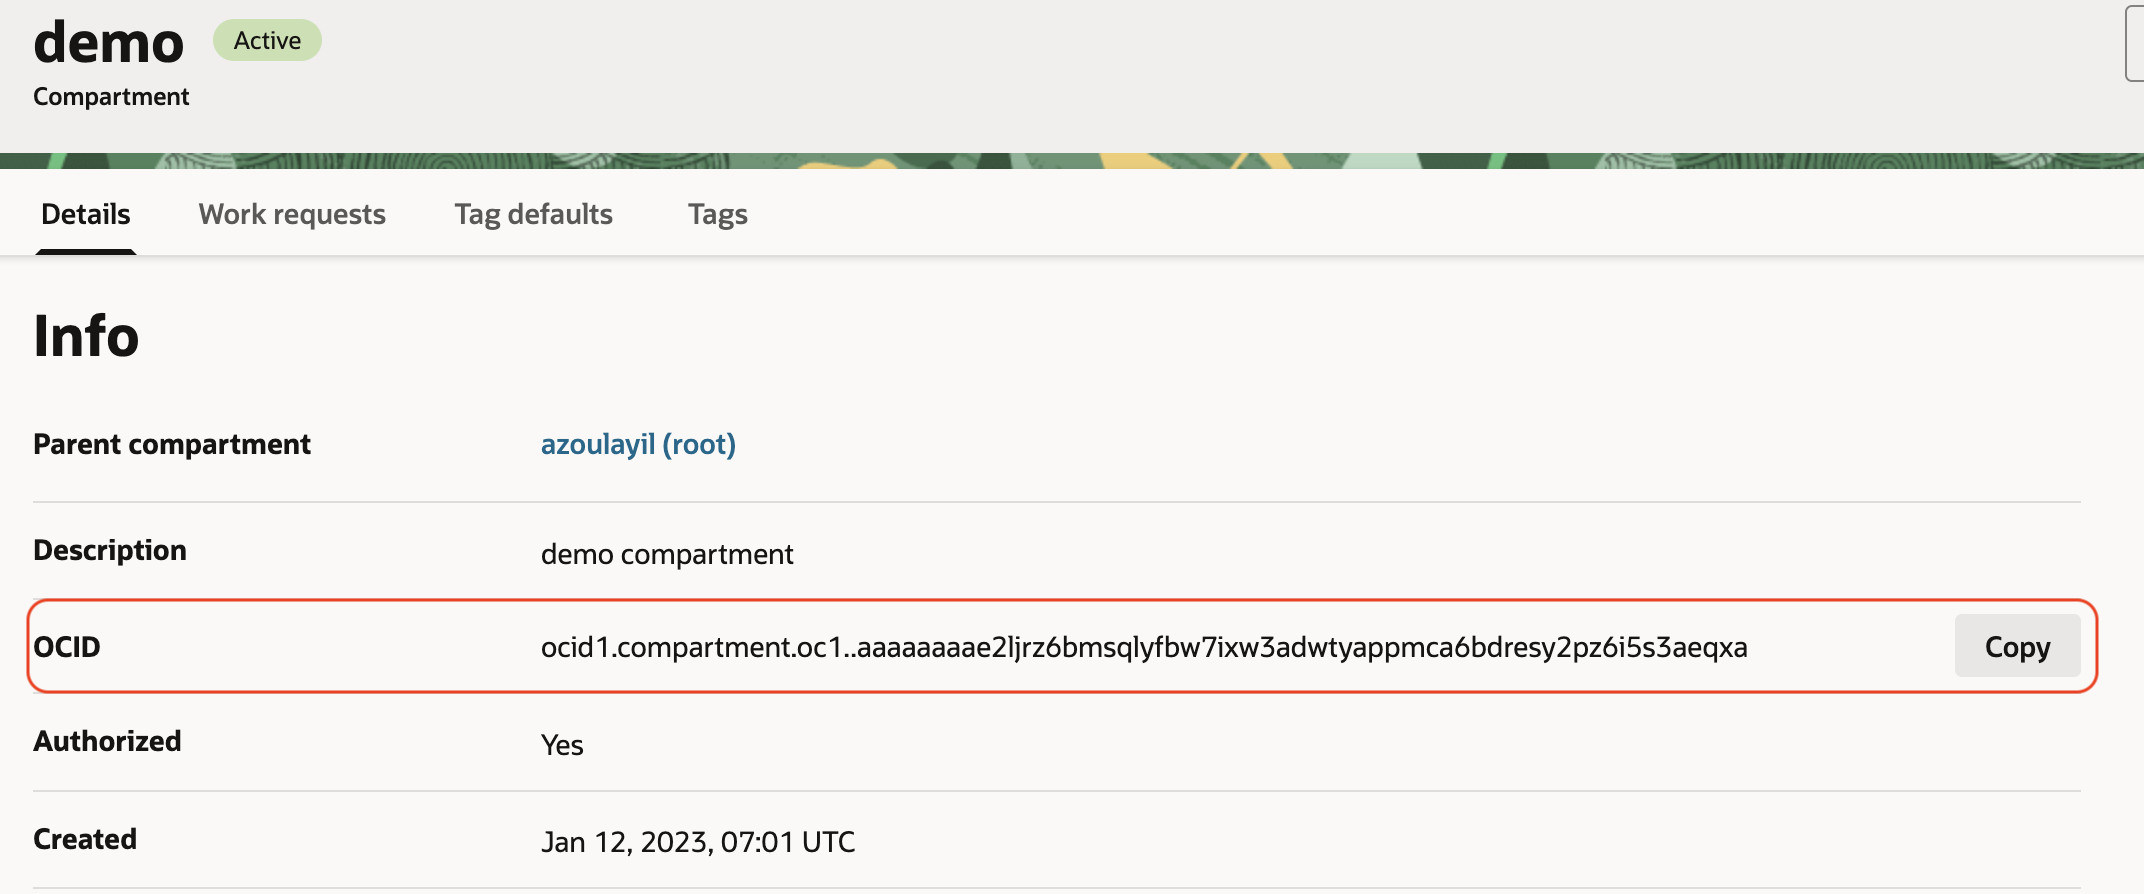 demo Active
Compartment
Details Work requests Tag defaults Tags
Info
Parent compartment azoulayil (root)
Description demo compartment
OCID ocid1.compartment.oc1..aaaaaaaae2ljrz6bmsqlyfbw7ixw3adwtyappmca6bdresy2pz6i5s3aeqxa Copy
Authorized Yes
Created Jan 12, 2023, 07:01 UTC